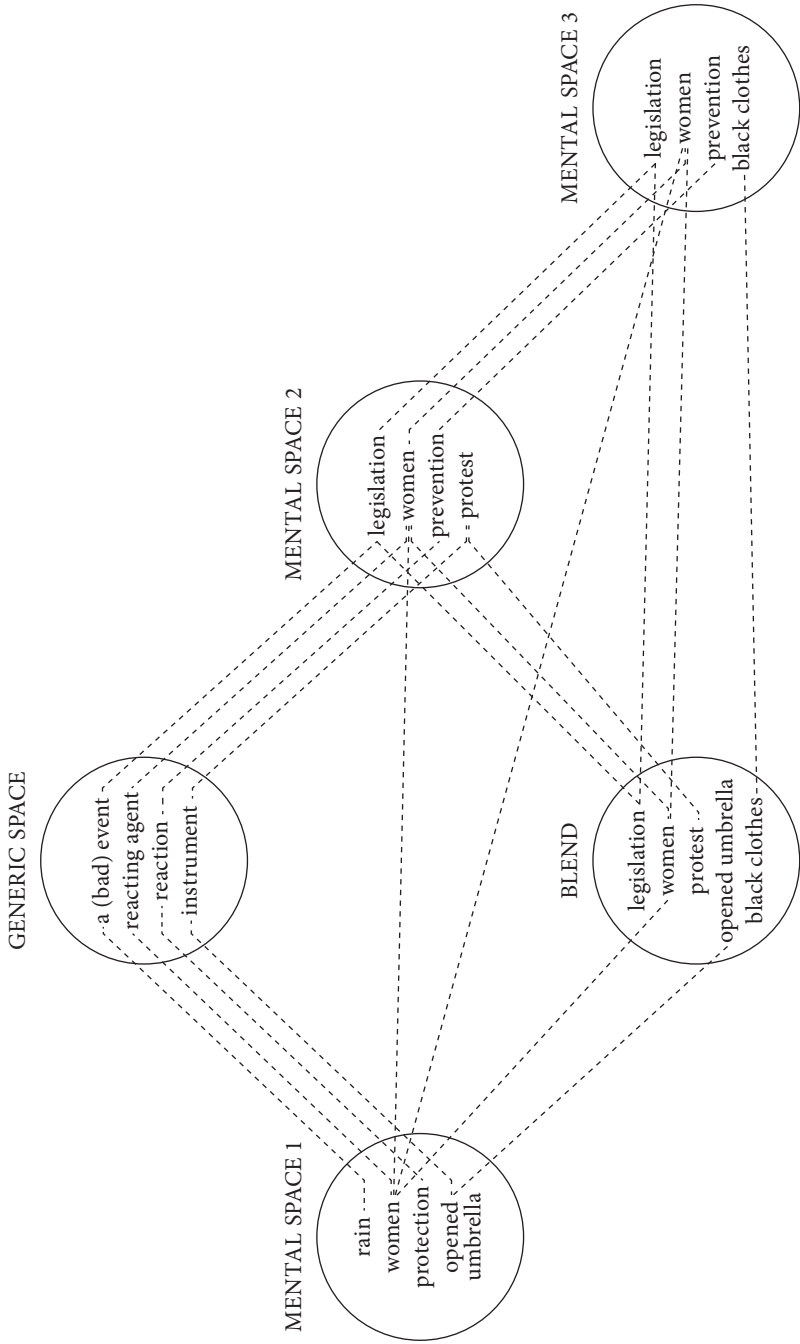 GENERIC SPACE
a (bad) event
reacting agent
reaction
instrument
MENTAL SPACE 1
rain
women
protection
opened
umbrella
MENTAL SPACE 2
legislation
women
prevention
protest
BLEND
legislation
women
protest
opened umbrella
black clothes
MENTAL SPACE 3
legislation
women
prevention
black clothes